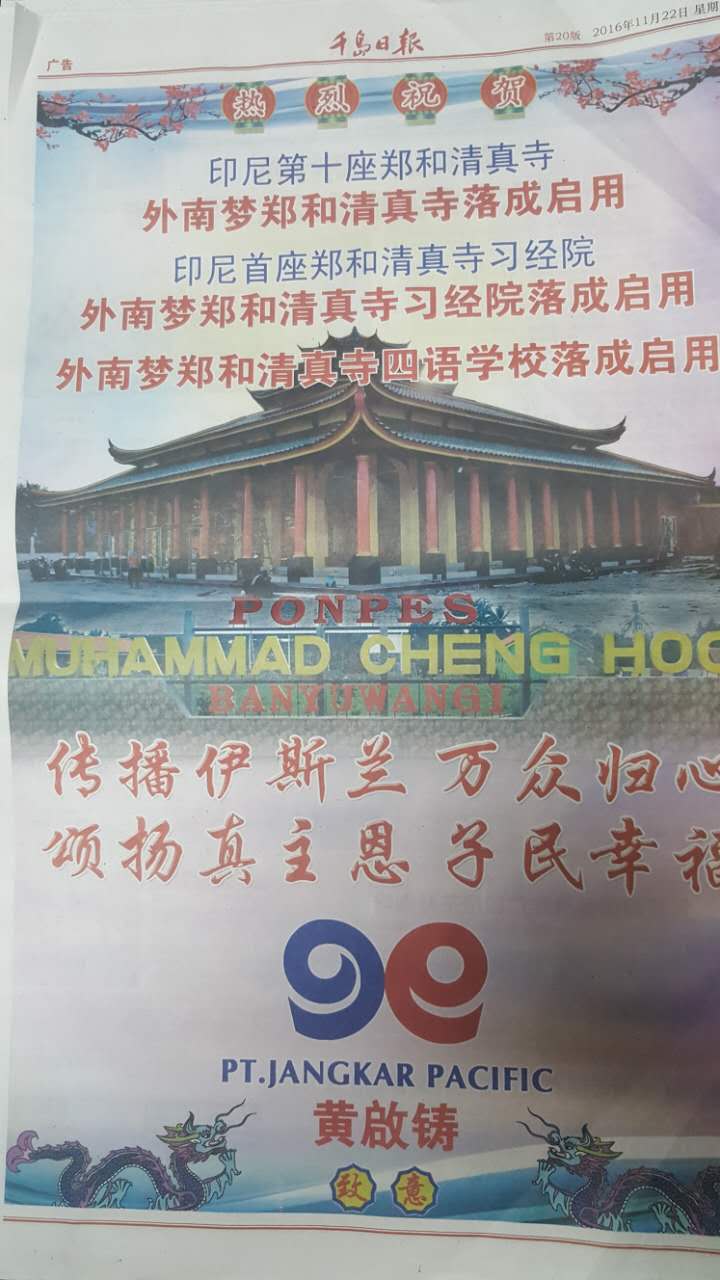 广告
千岛日报
第20版 2016年11月22日 星期
热烈祝贺
印尼第十座郑和清真寺
外南梦郑和清真寺落成启用
印尼首座郑和清真寺习经院
外南梦郑和清真寺习经院落成启用
外南梦郑和清真寺四语学校落成启用
PONPES
MUHAMMAD CHENG HOO
BANYUWANGI
传播伊斯兰 万众归心
颂扬真主恩 子民幸福
PT.JANGKAR PACIFIC
黄啟铸
致意